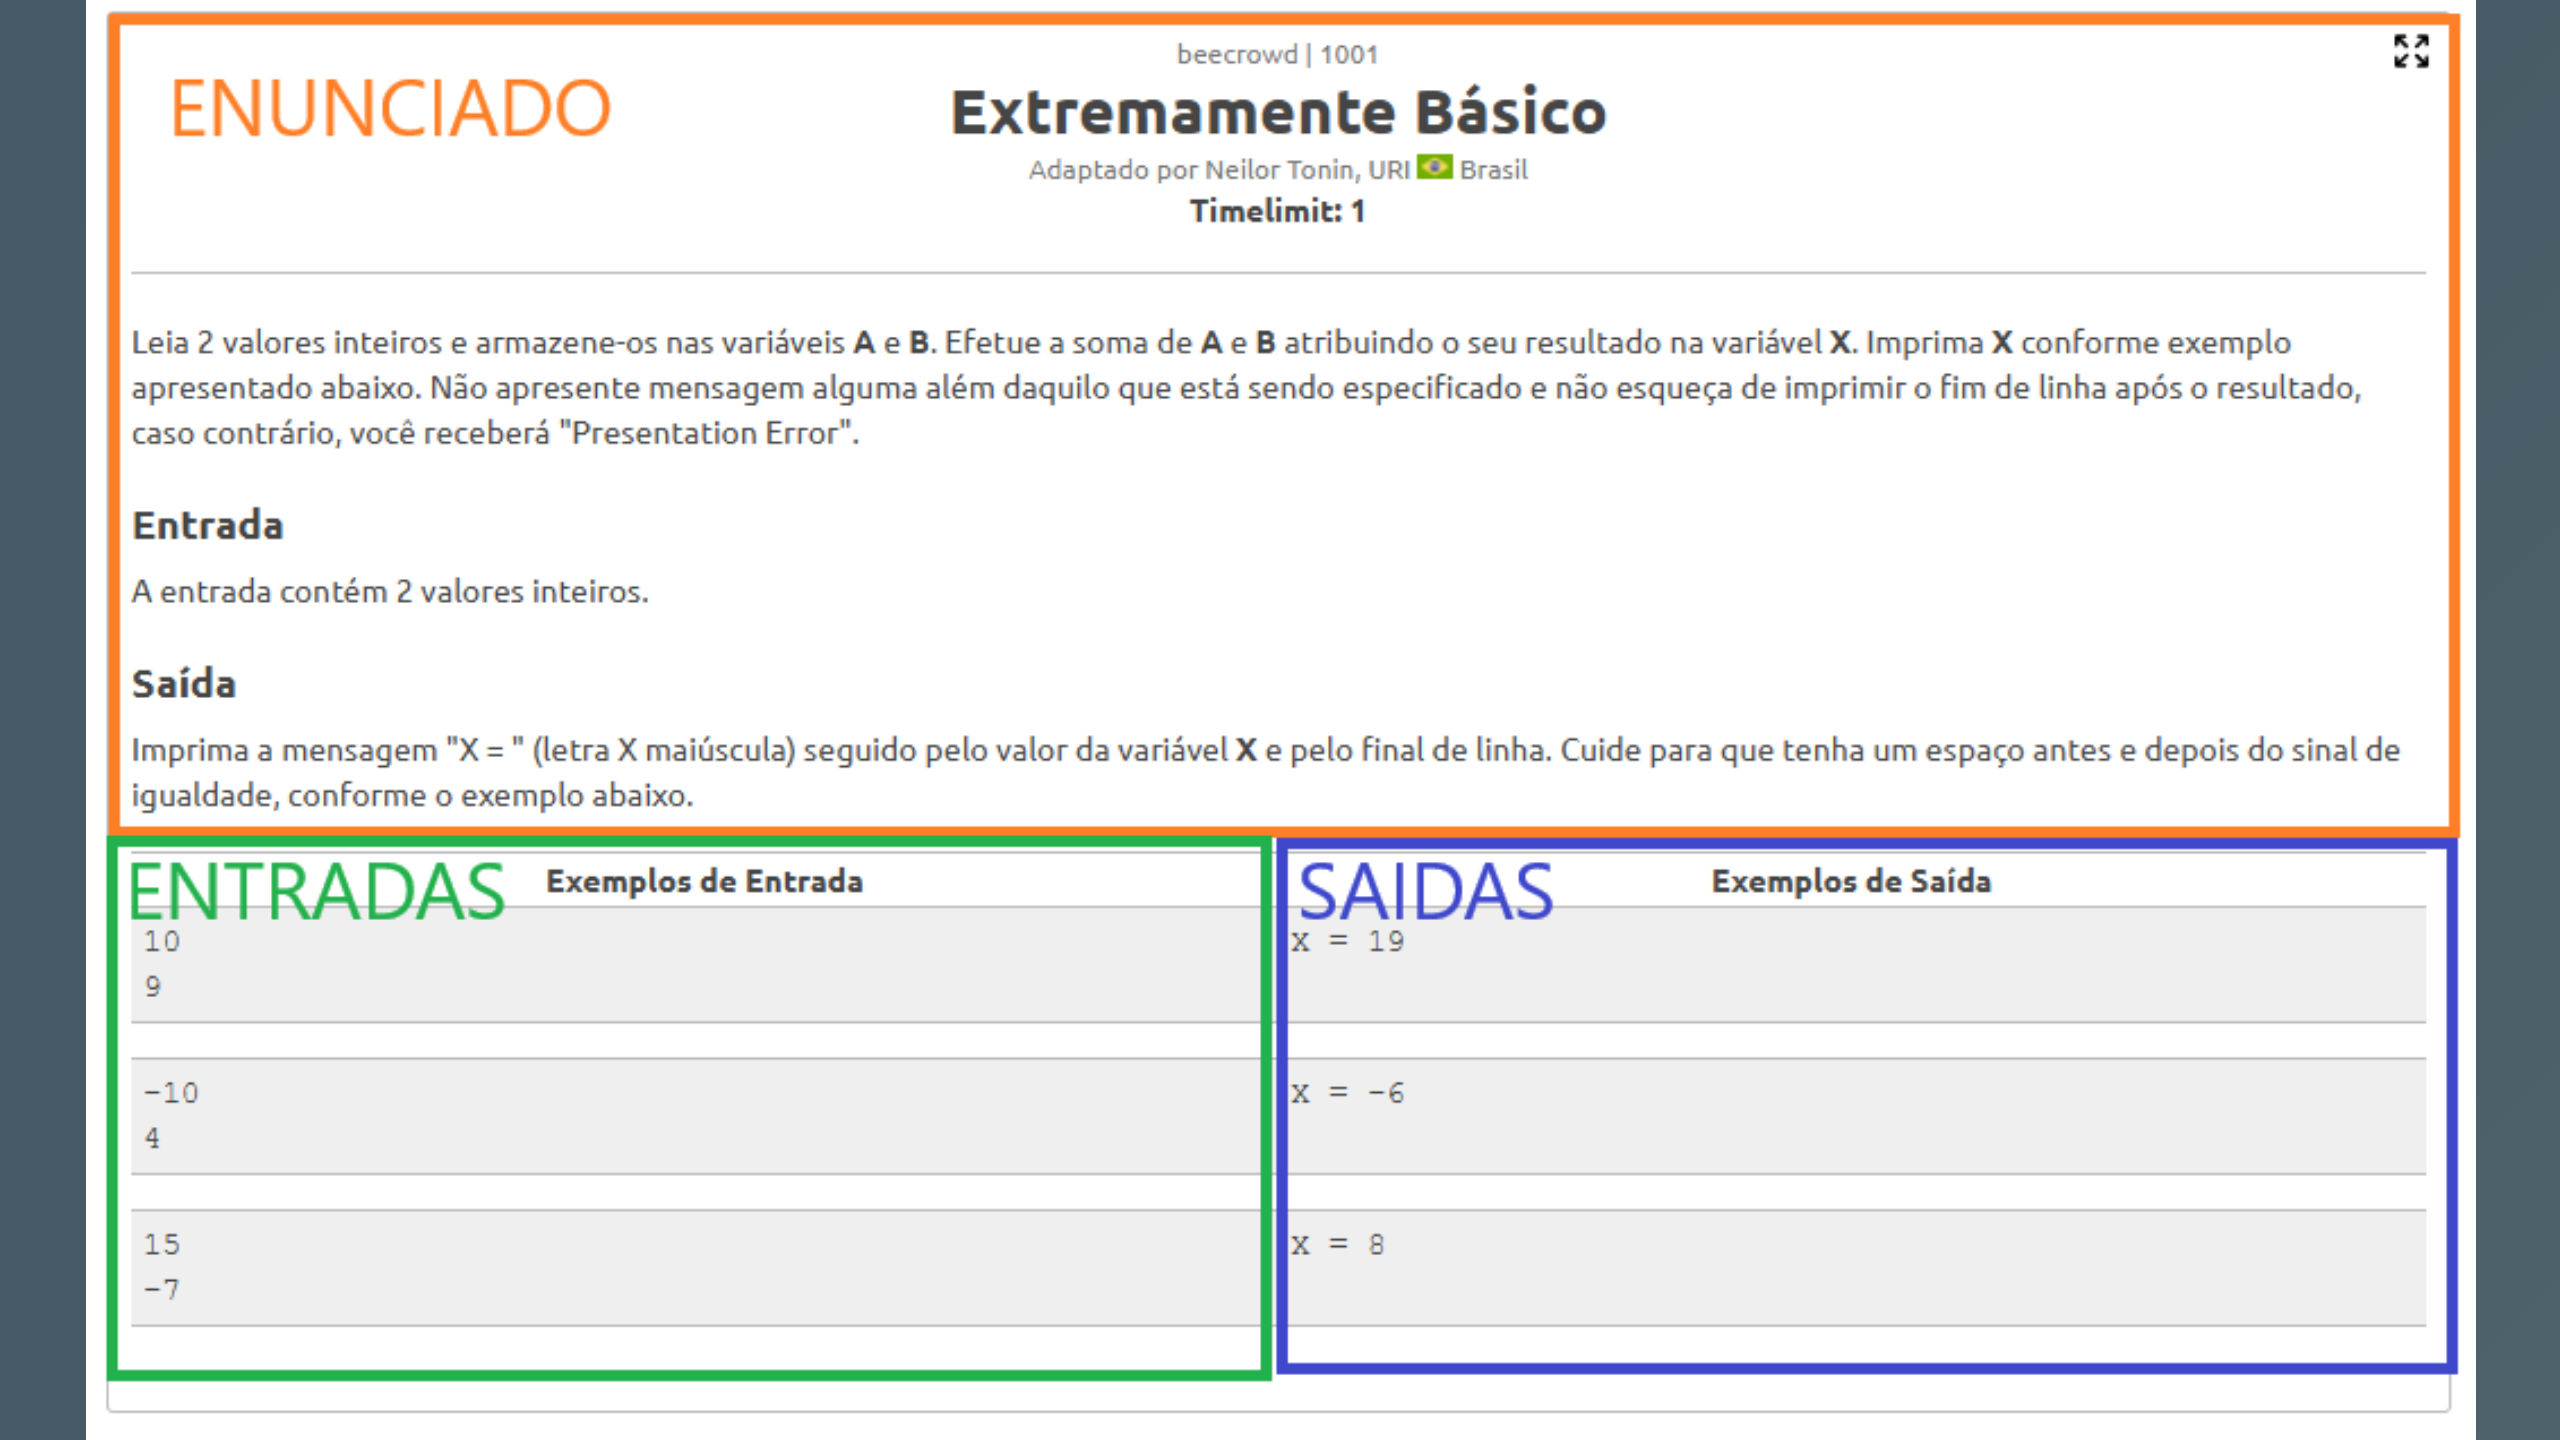 beecrowd | 1001
ENUNCIADO
Extremamente Básico
Adaptado por Neilor Tonin, URI Brasil
Timelimit: 1
Leia 2 valores inteiros e armazene-os nas variáveis A e B. Efetue a soma de A e B atribuindo o seu resultado na variável X. Imprima X conforme exemplo
apresentado abaixo. Não apresente mensagem alguma além daquilo que está sendo especificado e não esqueça de imprimir o fim de linha após o resultado,
caso contrário, você receberá "Presentation Error".
Entrada
A entrada contém 2 valores inteiros.
Saída
Imprima a mensagem "X = " (letra X maiúscula) seguido pelo valor da variável X e pelo final de linha. Cuide para que tenha um espaço antes e depois do sinal de
igualdade, conforme o exemplo abaixo.
ENTRADAS
Exemplos de Entrada
SAIDAS
Exemplos de Saída
10
9
X = 19
-10
4
X = -6
15
-7
X = 8